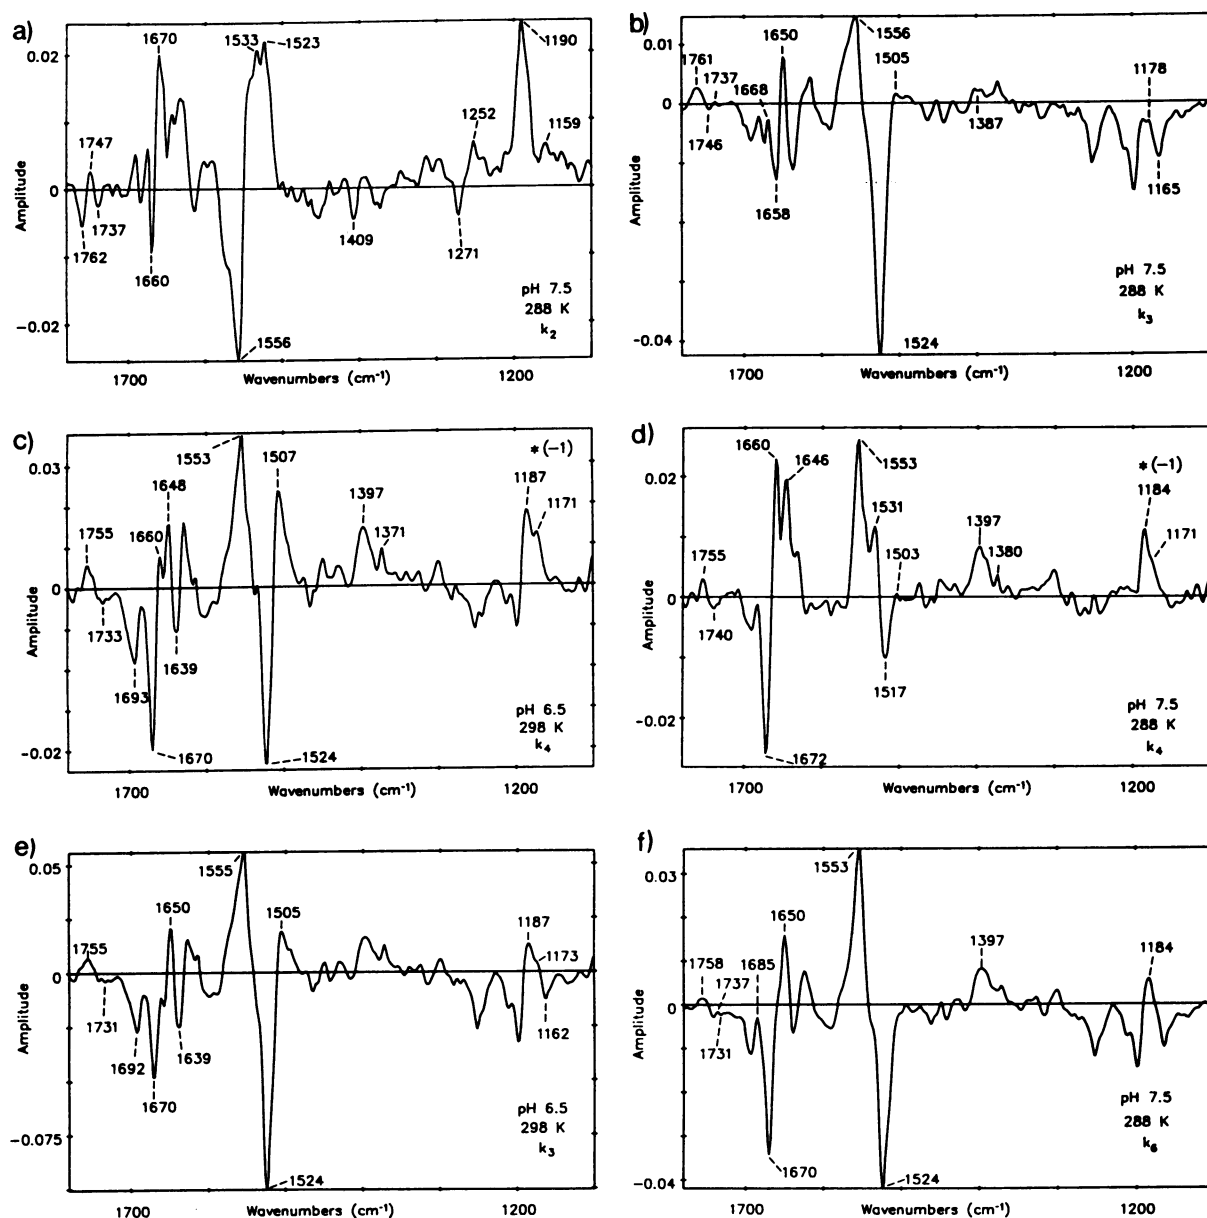 a)
1670
1533
1523
1190
0.02
1747
1252
1159
0
1737
1762
1409
1271
1660
Amplitude
-0.02
1556
pH 7.5
288 K
k2
1700
Wavenumbers (cm-1)
1200
b)
1556
1650
0.01
1505
1761
1737
1668
1178
0
1746
1387
1658
1165
Amplitude
pH 7.5
288 K
k3
-0.04
1524
1700
Wavenumbers (cm-1)
1200
c)
1553
1507
*(-1)
0.03
1187
1648
1397
1171
1755
1660
1371
0
1733
1639
1693
Amplitude
pH 6.5
298 K
k4
-0.02
1670
1524
1700
Wavenumbers (cm-1)
1200
d)
1660
1646
1553
*(-1)
0.02
1531
1184
1397
1171
1755
1503
1380
0
1740
1517
Amplitude
pH 7.5
288 K
k4
-0.02
1672
1700
Wavenumbers (cm-1)
1200
e)
1555
0.05
1650
1505
1187
1755
1173
0
1731
1162
1692
1639
1670
Amplitude
pH 6.5
298 K
k3
-0.075
1524
1700
Wavenumbers (cm-1)
1200
f)
1553
0.03
1650
1758
1737
1685
1397
1184
0
1731
Amplitude
pH 7.5
288 K
k6
1670
-0.04
1524
1700
Wavenumbers (cm-1)
1200